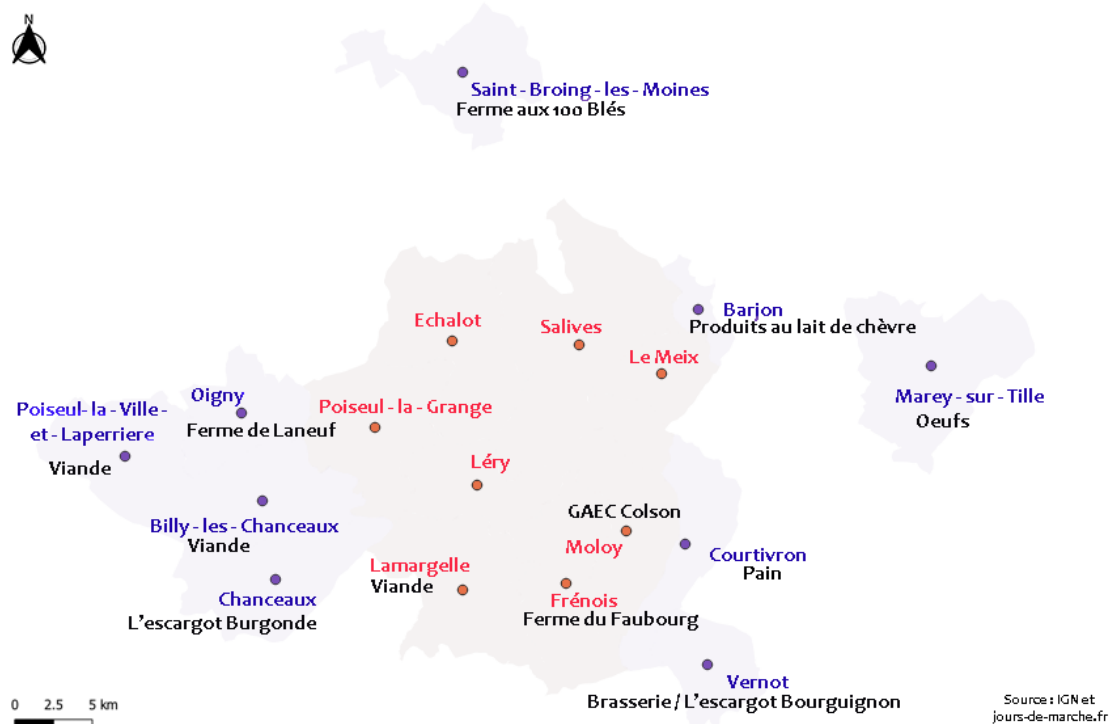 N
Saint - Broing - les - Moines
Ferme aux 100 Blés
Barjon
Produits au lait de chèvre
Echalot
Salives
Le Meix
Marey - sur - Tille
Oeufs
Oigny
Ferme de Laneuf
Poiseul- la - Ville -
et - Laperriere
Viande
Poiseul - la - Grange
Léry
Billy - les - Chanceaux
Viande
GAEC Colson
Moloy
Courtivron
Pain
Lamargelle
Viande
Chanceaux
L'escargot Burgonde
Frénois
Ferme du Faubourg
Vernot
Brasserie / L'escargot Bourguignon
0 2.5 5 km
Source : IGN et
jours-de-marche.fr